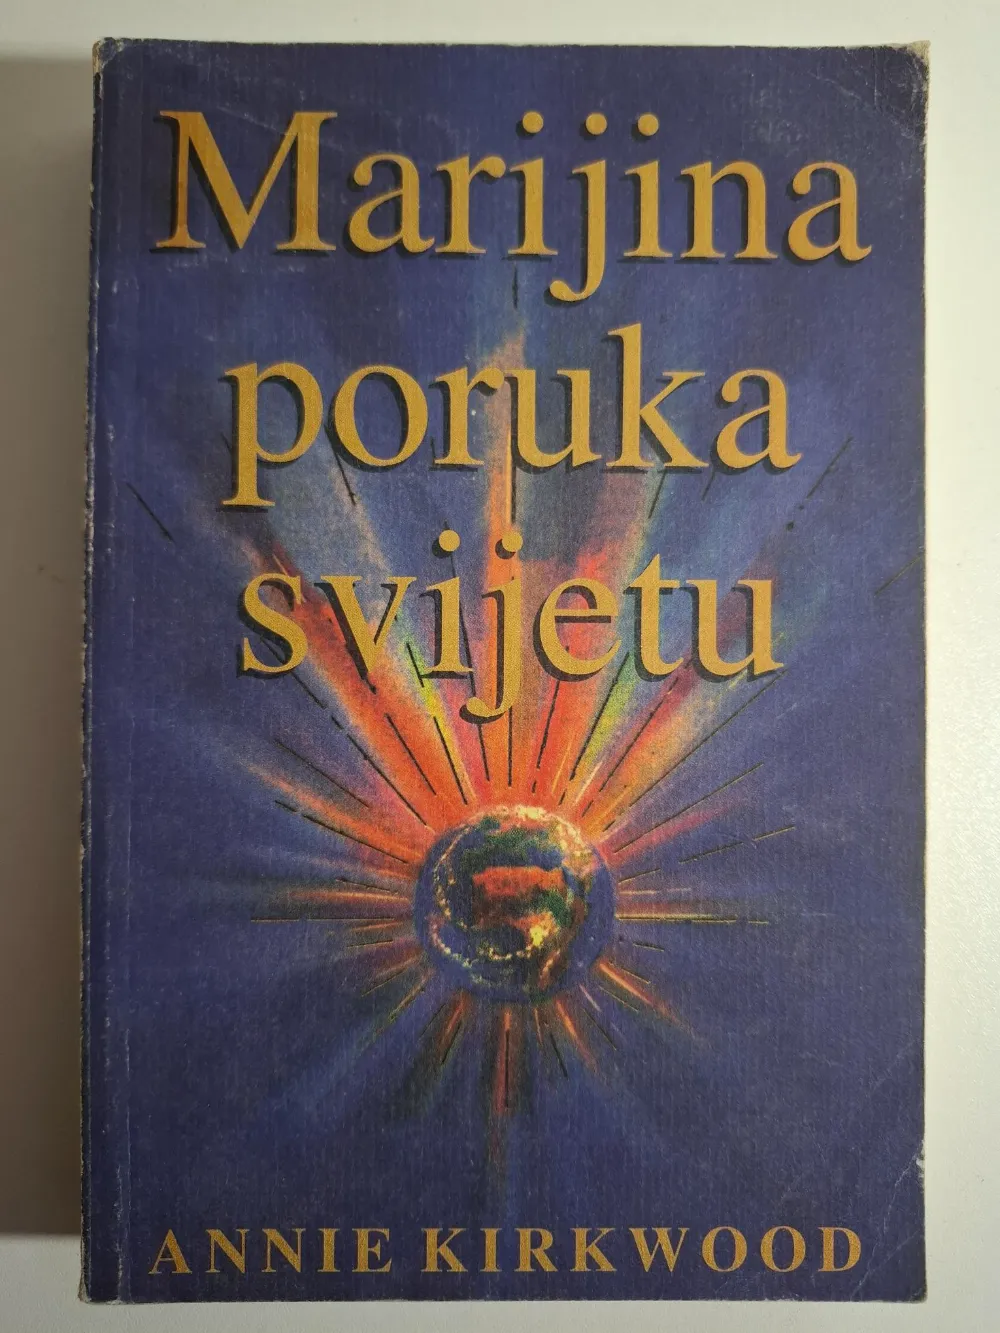 Marijina
poruka
svijetu
ANNIE KIRKWOOD